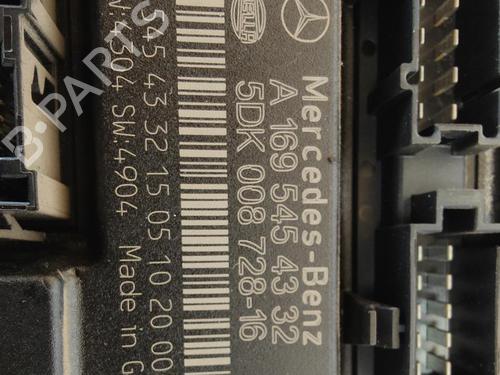 HELLA
Mercedes-Benz
A 169 545 43 32
5DK 008 728-16
545 43 32 15 05 10 20 00
4304 SW:4904 Made in G
B-PARTS